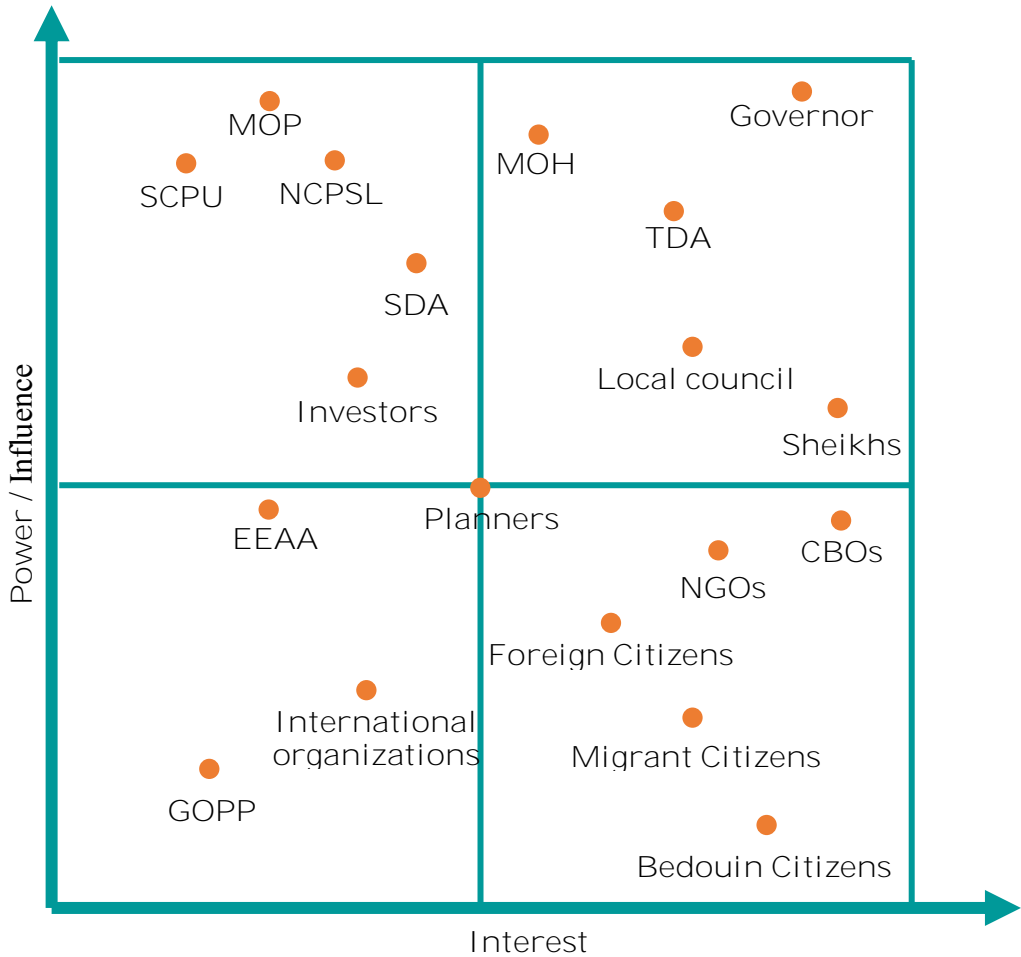 Governor
MOP
MOH
SCPU
NCPSL
TDA
SDA
Local council
Investors
Sheikhs
Power / Influence
Planners
EEAA
CBOs
NGOs
Foreign Citizens
International
organizations
Migrant Citizens
GOPP
Bedouin Citizens
Interest